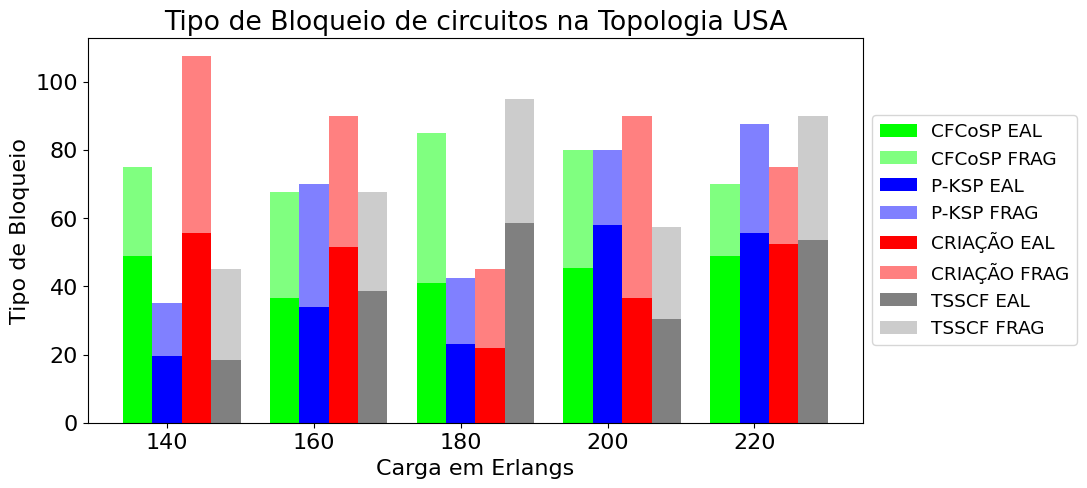 Tipo de Bloqueio de circuitos na Topologia USA
Tipo de Bloqueio
100
80
60
40
20
0
140 160 180 200 220
Carga em Erlangs
CFCoSP EAL
CFCoSP FRAG
P-KSP EAL
P-KSP FRAG
CRIAÇÃO EAL
CRIAÇÃO FRAG
TSSCF EAL
TSSCF FRAG